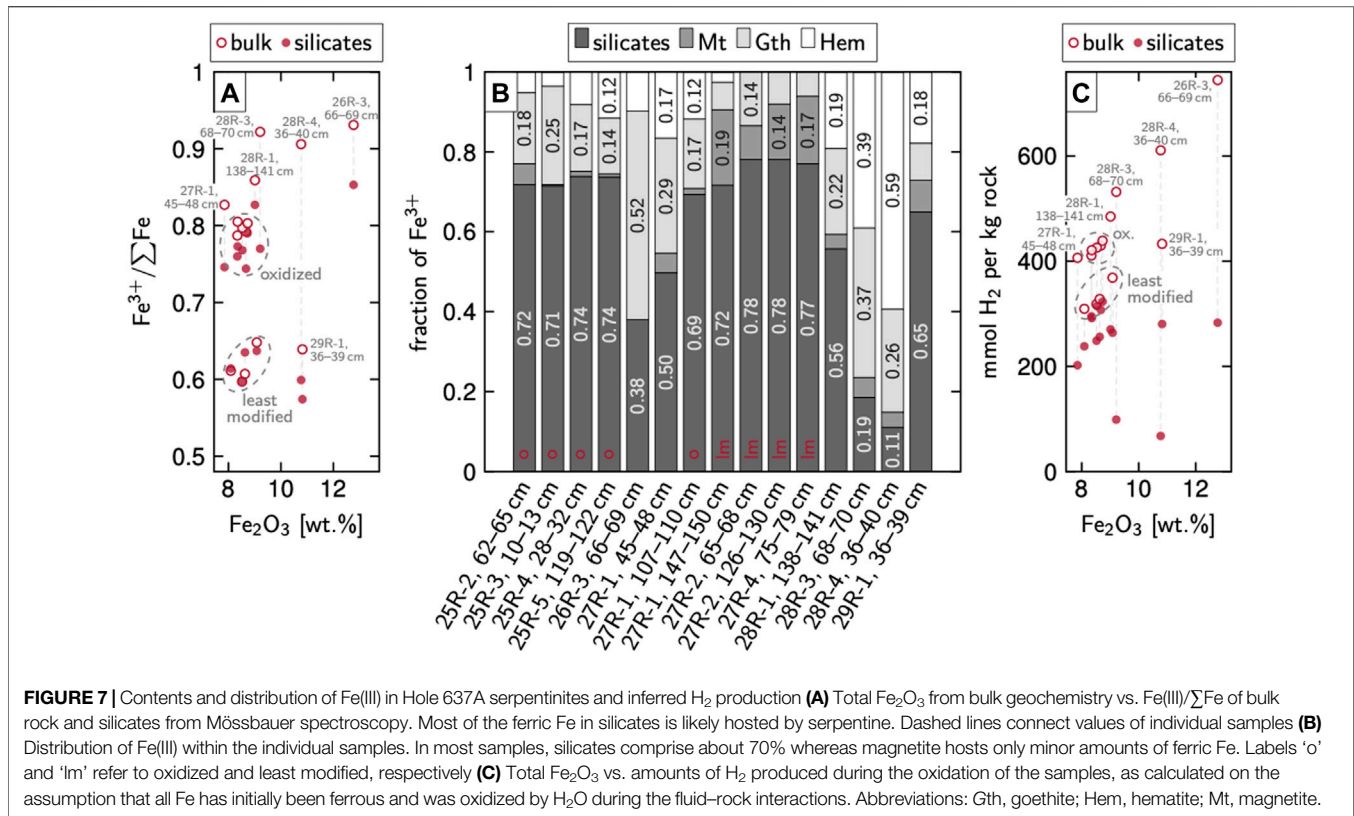 bulk silicates
A
1
0.9
0.8
0.7
0.6
0.5
Fe³⁺/∑Fe
8 10 12
Fe₂O₃ [wt.%]
26R-3,
66–69 cm
28R-3,
68–70 cm
28R-4,
36–40 cm
28R-1,
138–141 cm
27R-1,
45–48 cm
oxidized
29R-1,
36–39 cm
least
modified
silicates Mt Gth Hem
B
1
0.8
0.6
0.4
0.2
0
fraction of Fe³⁺
0.18
0.72
o
0.25
0.71
o
0.17
0.74
o
0.12
0.14
0.74
o
0.52
0.38
0.17
0.29
0.50
0.12
0.17
0.69
o
0.19
0.72
lm
0.14
0.78
lm
0.14
0.78
lm
0.17
0.77
lm
0.19
0.22
0.56
0.39
0.37
0.19
0.59
0.26
0.11
0.18
0.65
25R-2, 62–65 cm
25R-3, 10–13 cm
25R-4, 28–32 cm
25R-5, 119–122 cm
26R-3, 66–69 cm
27R-1, 45–48 cm
27R-1, 107–110 cm
27R-1, 147–150 cm
27R-2, 65–68 cm
27R-2, 126–130 cm
27R-4, 75–79 cm
28R-1, 138–141 cm
28R-3, 68–70 cm
28R-4, 36–40 cm
29R-1, 36–39 cm
bulk silicates
C
600
400
200
0
mmol H₂ per kg rock
8 10 12
Fe₂O₃ [wt.%]
26R-3,
66–69 cm
28R-4,
36–40 cm
28R-3,
68–70 cm
28R-1,
138–141 cm
27R-1,
45–48 cm
ox.
29R-1,
36–39 cm
least
modified
FIGURE 7 | Contents and distribution of Fe(III) in Hole 637A serpentinites and inferred H₂ production (A) Total Fe₂O₃ from bulk geochemistry vs. Fe(III)/∑Fe of bulk
rock and silicates from Mössbauer spectroscopy. Most of the ferric Fe in silicates is likely hosted by serpentine. Dashed lines connect values of individual samples (B)
Distribution of Fe(III) within the individual samples. In most samples, silicates comprise about 70% whereas magnetite hosts only minor amounts of ferric Fe. Labels ‘o’
and ‘lm’ refer to oxidized and least modified, respectively (C) Total Fe₂O₃ vs. amounts of H₂ produced during the oxidation of the samples, as calculated on the
assumption that all Fe has initially been ferrous and was oxidized by H₂O during the fluid–rock interactions. Abbreviations: Gth, goethite; Hem, hematite; Mt, magnetite.